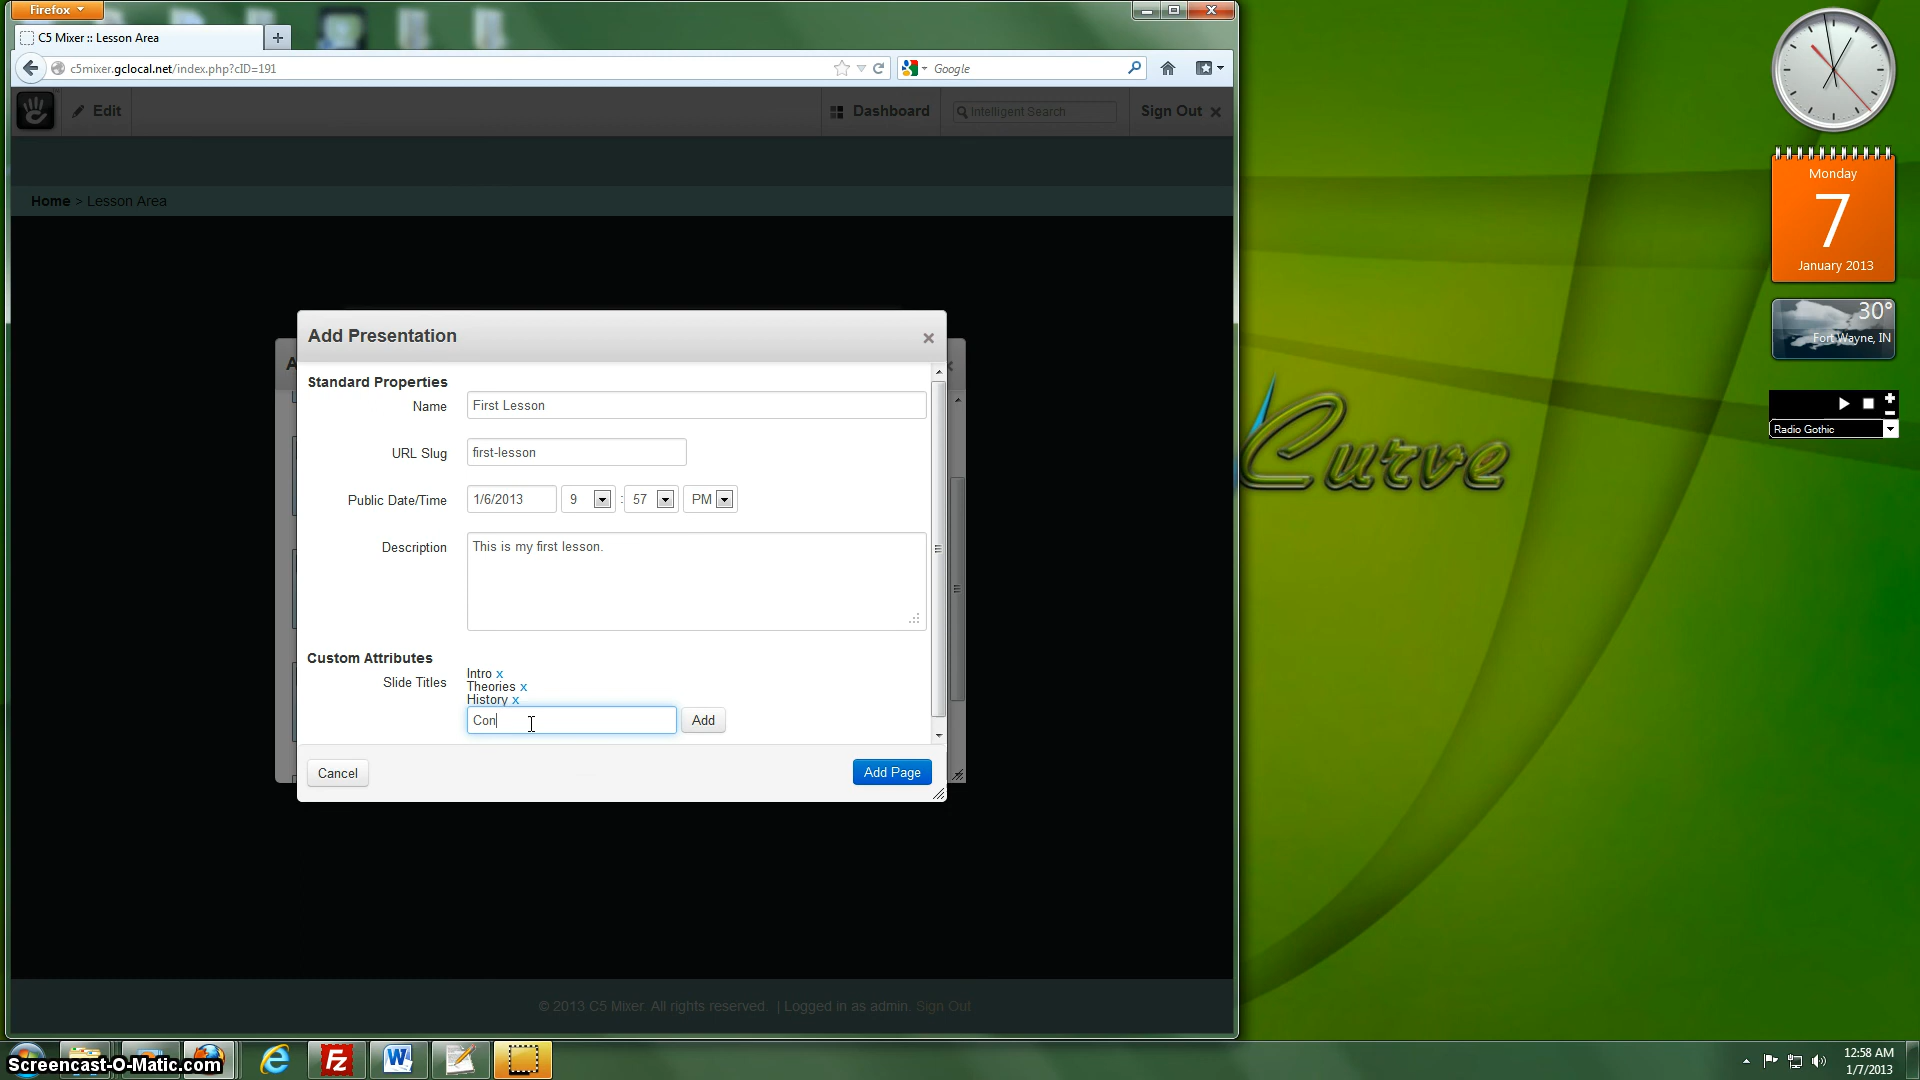 Firefox
C5 Mixer :: Lesson Area
c5mixer.gclocal.net/index.php?cID=191
Google
Edit
Dashboard
Intelligent Search
Sign Out
Home > Lesson Area
Add Presentation
Standard Properties
Name
First Lesson
URL Slug
first-lesson
Public Date/Time
1/6/2013
9 : 57 PM
Description
This is my first lesson.
Custom Attributes
Slide Titles
Intro x
Theories x
History x
Con
Add
Cancel
Add Page
© 2013 C5 Mixer. All rights reserved. | Logged in as admin. Sign Out
Monday
7
January 2013
30°
Fort Wayne, IN
Radio Gothic
Curve
Screencast-O-Matic.com
12:58 AM
1/7/2013